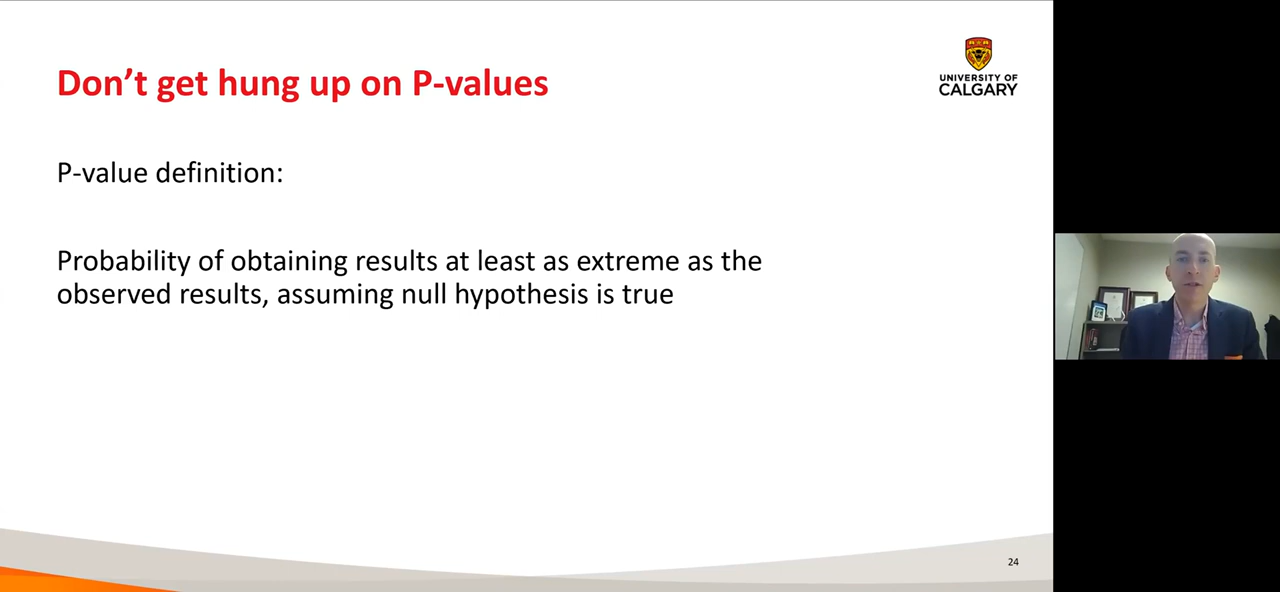 Don’t get hung up on P-values
UNIVERSITY OF
CALGARY
P-value definition:
Probability of obtaining results at least as extreme as the
observed results, assuming null hypothesis is true
24